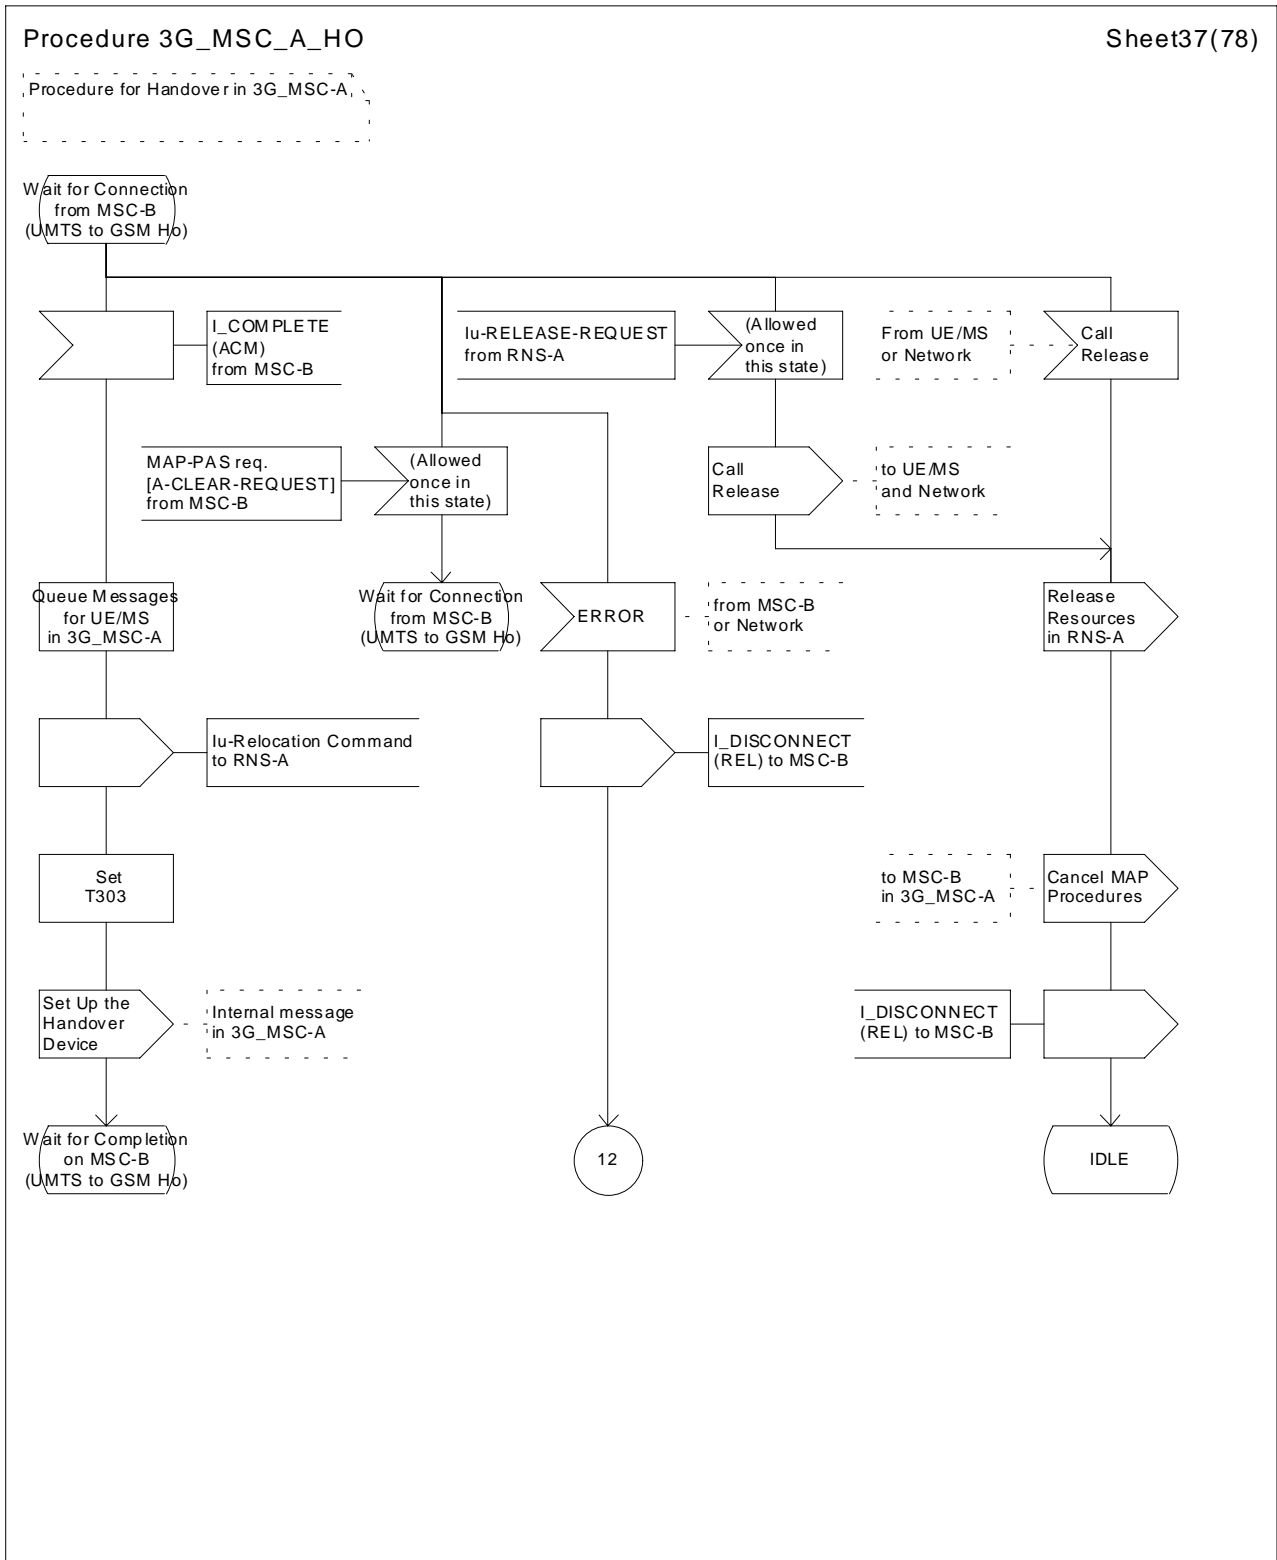 Procedure 3G_MSC_A_HO
Sheet37(78)
Procedure for Handover in 3G_MSC-A
Wait for Connection
from MSC-B
(UMTS to GSM Ho)
I_COMPLETE
(ACM)
from MSC-B
Iu-RELEASE-REQUEST
from RNS-A
(Allowed
once in
this state)
From UE/MS
or Network
Call
Release
MAP-PAS req.
[A-CLEAR-REQUEST]
from MSC-B
(Allowed
once in
this state)
Call
Release
to UE/MS
and Network
Queue Messages
for UE/MS
in 3G_MSC-A
Wait for Connection
from MSC-B
(UMTS to GSM Ho)
ERROR
from MSC-B
or Network
Release
Resources
in RNS-A
Iu-Relocation Command
to RNS-A
I_DISCONNECT
(REL) to MSC-B
Set
T303
to MSC-B
in 3G_MSC-A
Cancel MAP
Procedures
Set Up the
Handover
Device
Internal message
in 3G_MSC-A
I_DISCONNECT
(REL) to MSC-B
Wait for Completion
on MSC-B
(UMTS to GSM Ho)
12
IDLE